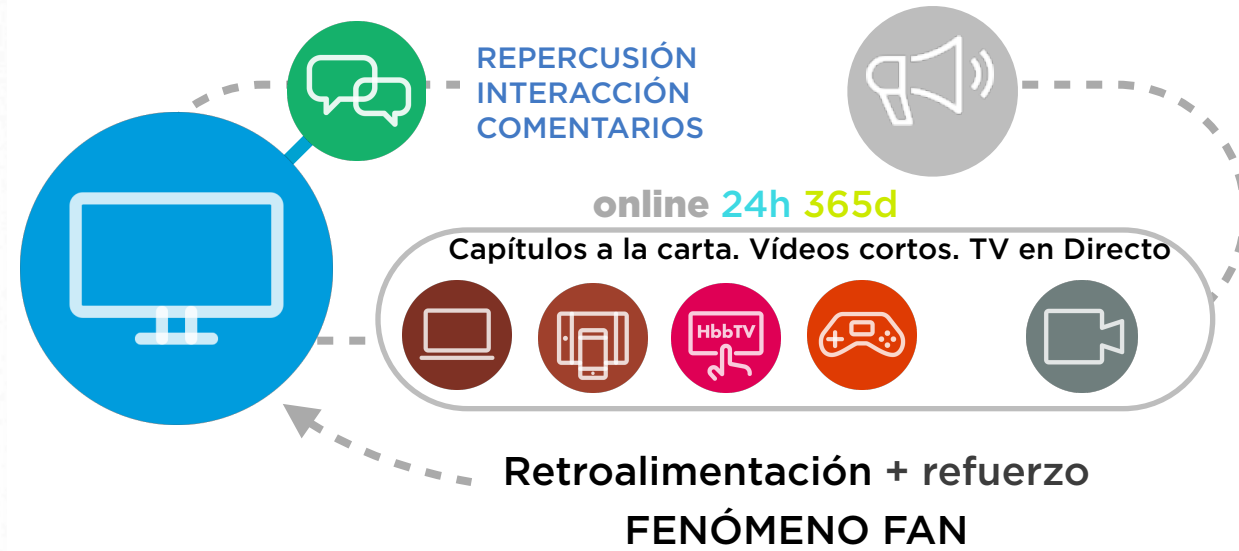 REPERCUSIÓN
INTERACCIÓN
COMENTARIOS
online 24h 365d
Capítulos a la carta. Vídeos cortos. TV en Directo
HbbTV
Retroalimentación + refuerzo
FENÓMENO FAN